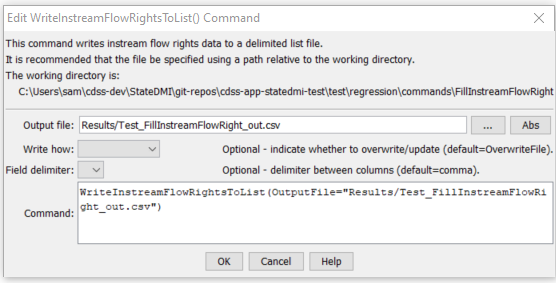 Edit WriteInstreamFlowRightsToList() Command
This command writes instream flow rights data to a delimited list file.
It is recommended that the file be specified using a path relative to the working directory.
The working directory is:
C:\Users\sam\cdss-dev\StateDMI\git-repos\cdss-app-statedmi-test\test\regression\commands\FillInstreamFlowRight
Output file: Results/Test_FillInstreamFlowRight_out.csv ... Abs
Write how: Optional - indicate whether to overwrite/update (default=OverwriteFile).
Field delimiter: Optional - delimiter between columns (default=comma).
WriteInstreamFlowRightsToList(OutputFile="Results/Test_FillInstreamFlowRi
ght_out.csv")
Command:
OK Cancel Help